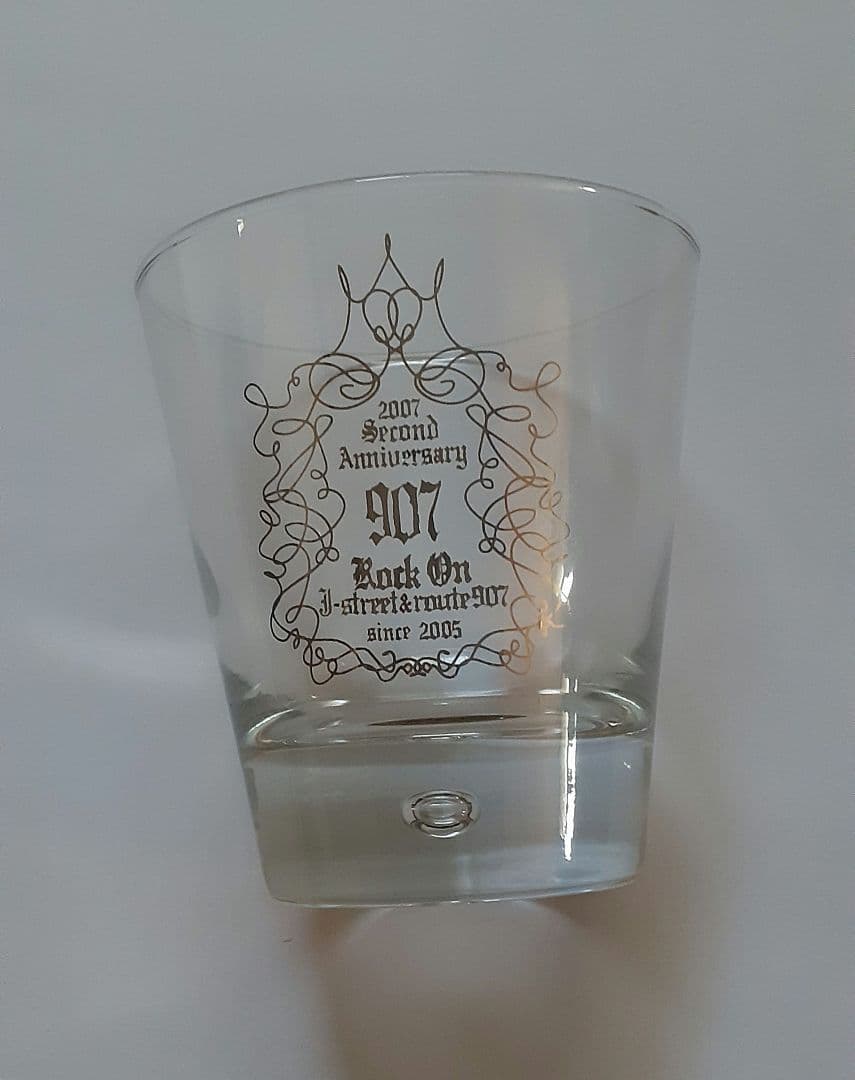 2007
Second
Anniversary
907
Rock On
J-street&route907
since 2005